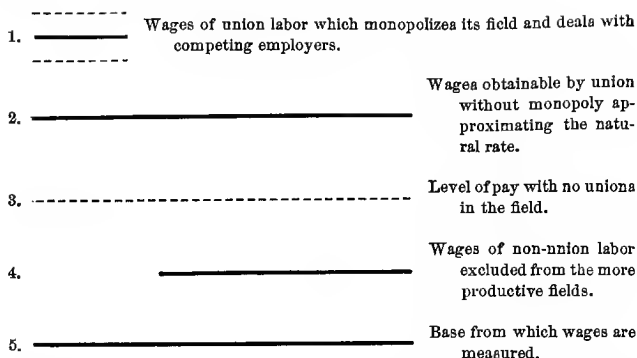 1. Wages of union labor which monopolizes its field and deals with
competing employers.
2. Wages obtainable by union
without monopoly ap-
proximating the natu-
ral rate.
3. Level of pay with no unions
in the field.
4. Wages of non-union labor
excluded from the more
productive fields.
5. Base from which wages are
measured.